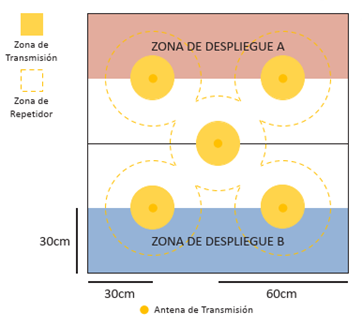 Zona de
Transmisión
Zona de
Repetidor
ZONA DE DESPLIEGUE A
ZONA DE DESPLIEGUE B
30cm
30cm
60cm
Antena de Transmisión